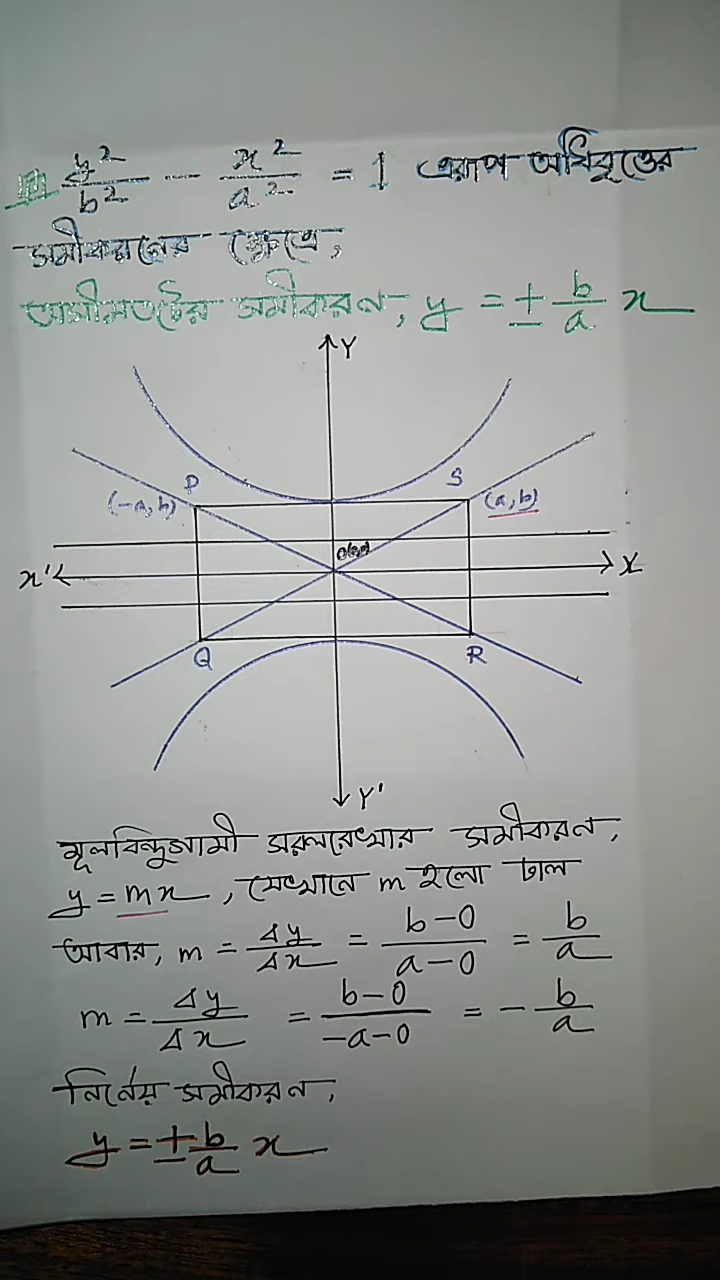 y²/b² - x²/a² = 1 এরূপ অধিবৃত্তের
সমীকরনের ক্ষেত্রে,
অসীমতটের সমীকরণ, y = ± b/a x
Y
P
S
(-a, b)
(a, b)
X'
X
Q
R
Y'
মূলবিন্দুগামী সরলরেখার সমীকরণ,
y = mx, যেখানে m হলো ঢাল
আবার, m = Δy/Δx = b-0/a-0 = b/a
m = Δy/Δx = b-0/-a-0 = - b/a
নির্ণেয় সমীকরণ,
y = ± b/a x